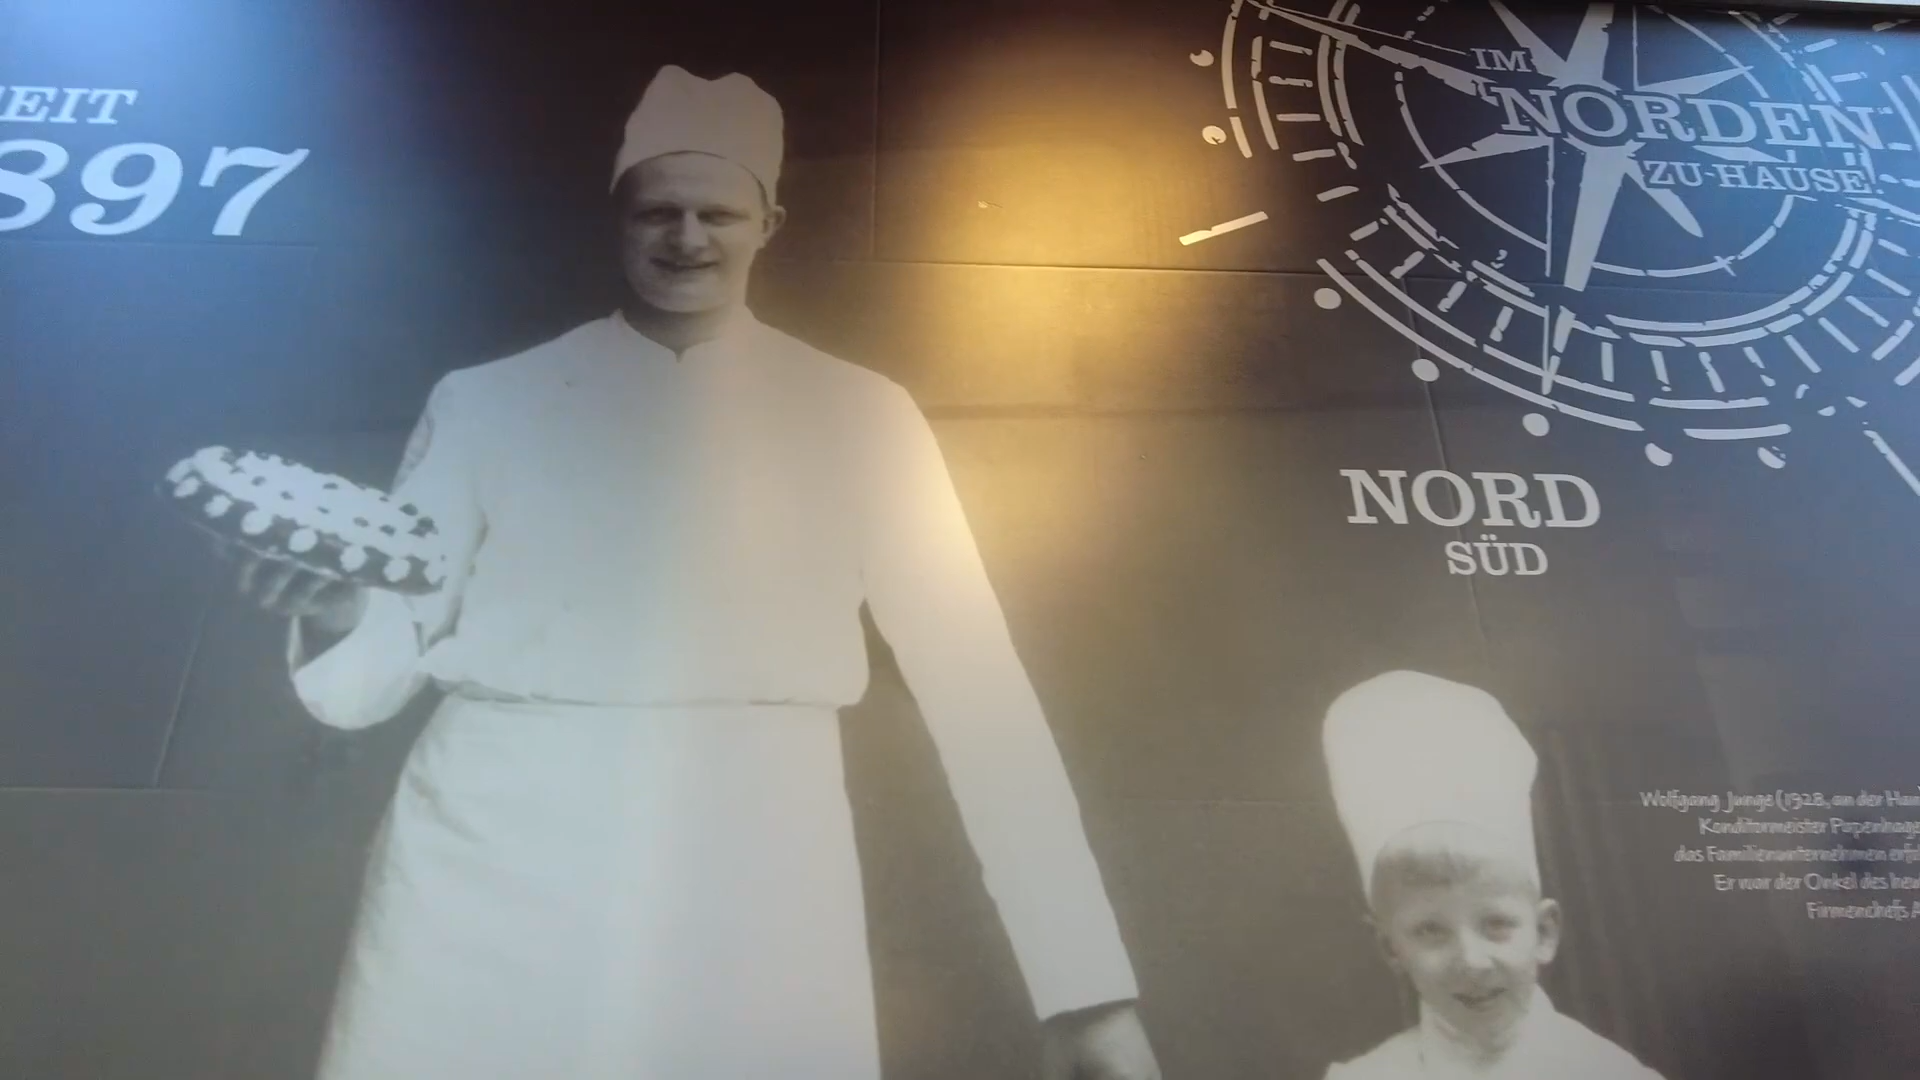 EIT
897
IM
NORDEN
ZU HAUSE!
NORD
SÜD
Wolfgang Junge (1928, an der
Konditormeister
das Familienunternehmen
Er war der Onkel des
Firmenchefs